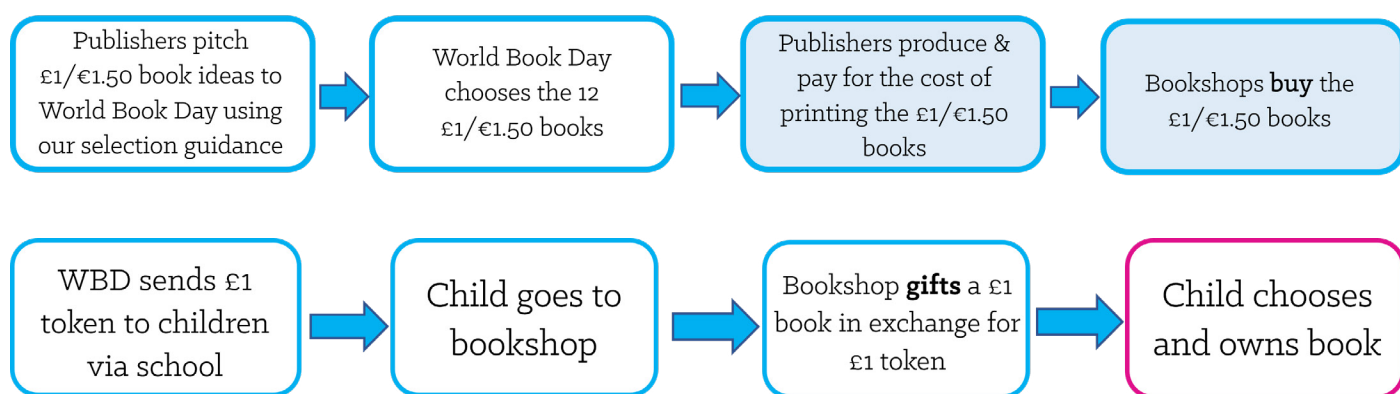 Publishers pitch
£1/€1.50 book ideas to
World Book Day using
our selection guidance
World Book Day
chooses the 12
£1/€1.50 books
Publishers produce &
pay for the cost of
printing the £1/€1.50
books
Bookshops buy the
£1/€1.50 books
WBD sends £1
token to children
via school
Child goes to
bookshop
Bookshop gifts a £1
book in exchange for
£1 token
Child chooses
and owns book